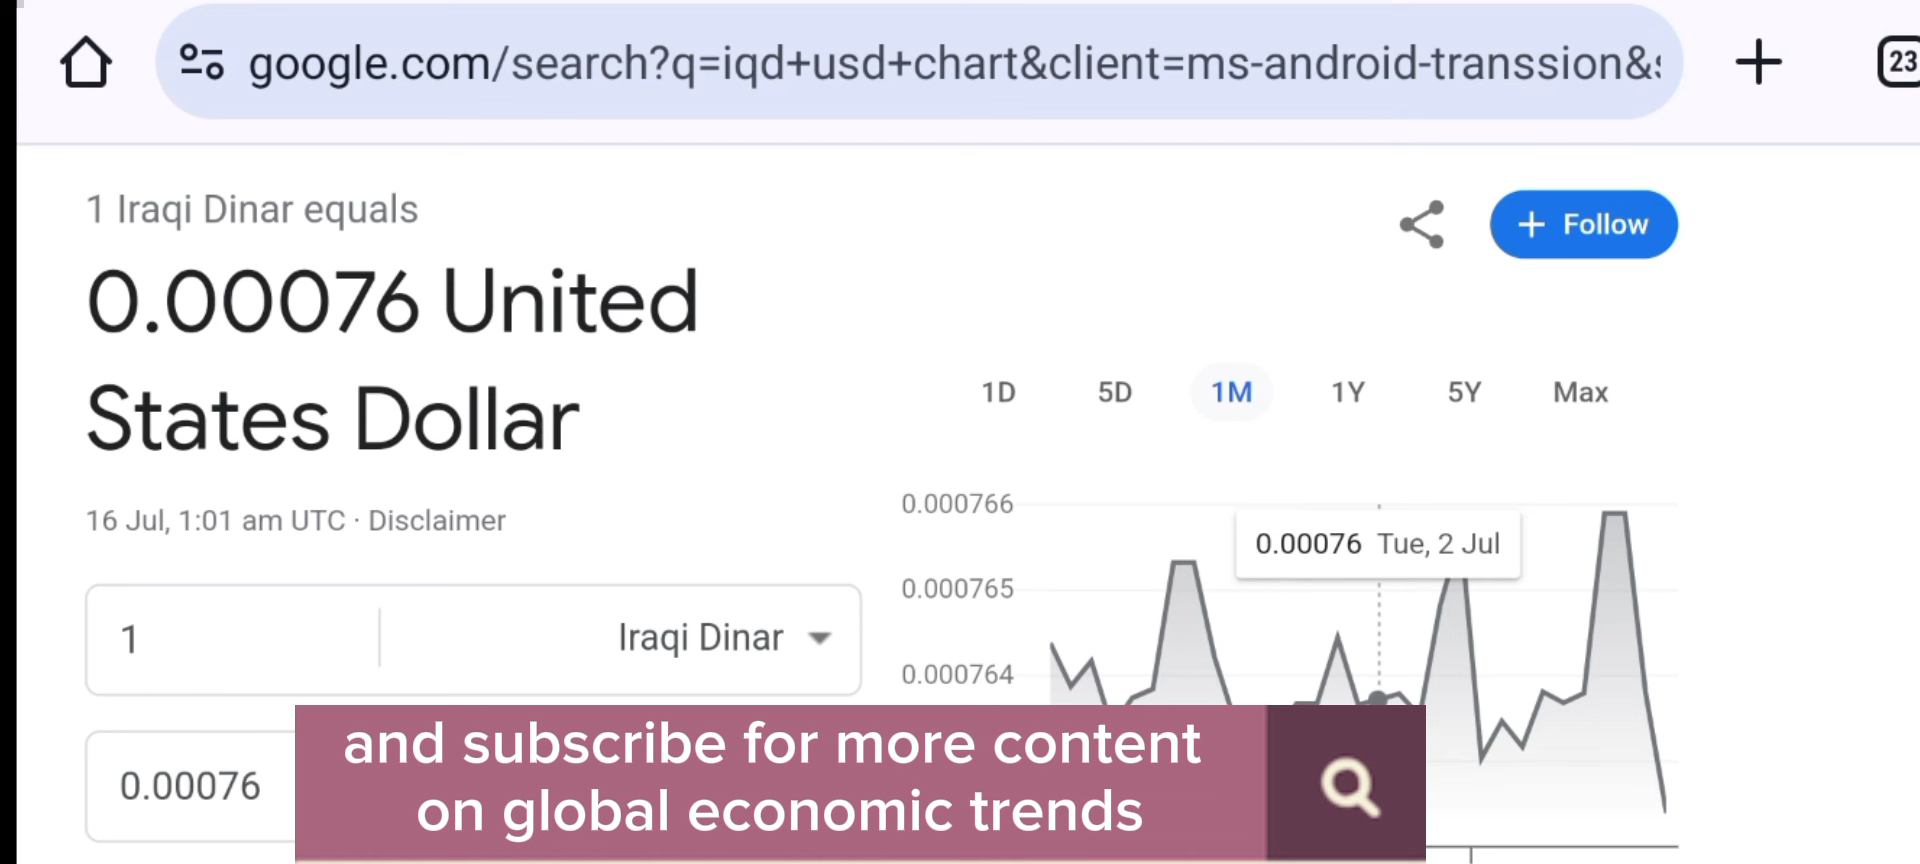 google.com/search?q=iqd+usd+chart&client=ms-android-transsion&
23
1 Iraqi Dinar equals
+ Follow
0.00076 United
States Dollar
1D 5D 1M 1Y 5Y Max
16 Jul, 1:01 am UTC · Disclaimer
0.000766
0.00076 Tue, 2 Jul
0.000765
1 Iraqi Dinar
0.000764
0.00076
and subscribe for more content
on global economic trends